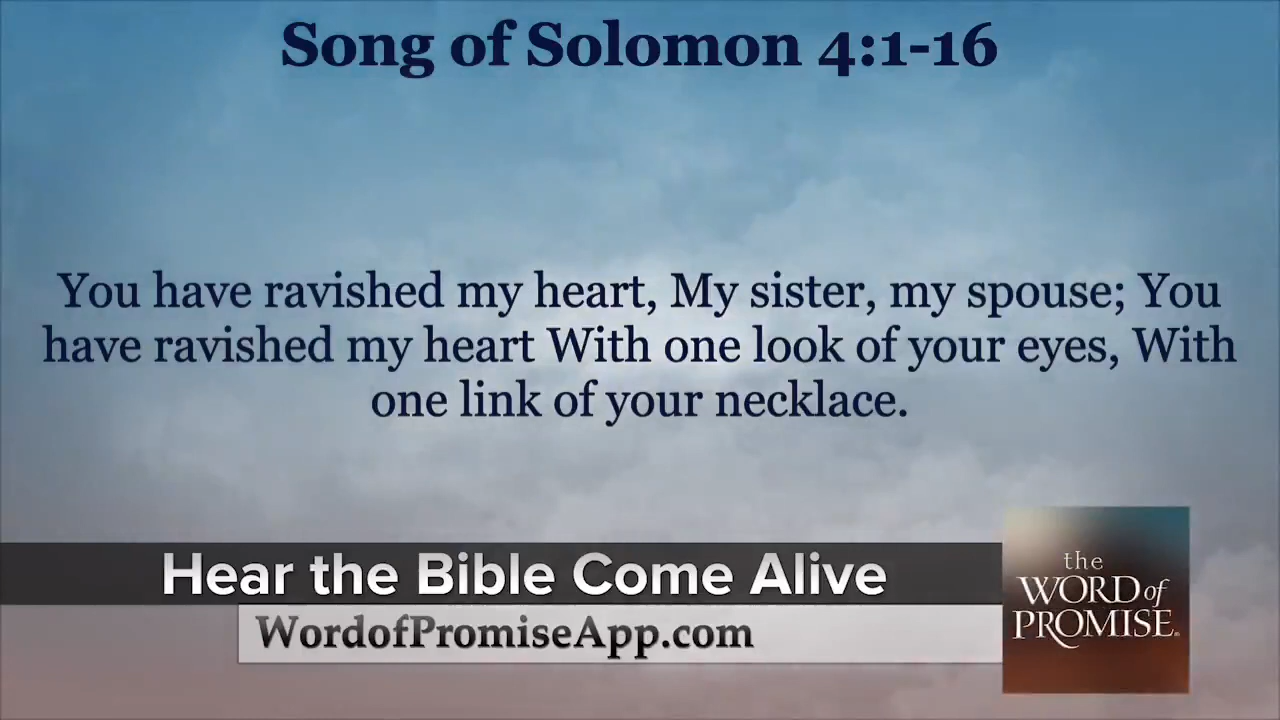 Song of Solomon 4:1-16
You have ravished my heart, My sister, my spouse; You
have ravished my heart With one look of your eyes, With
one link of your necklace.
Hear the Bible Come Alive
WordofPromiseApp.com
the
WORD of
PROMISE®